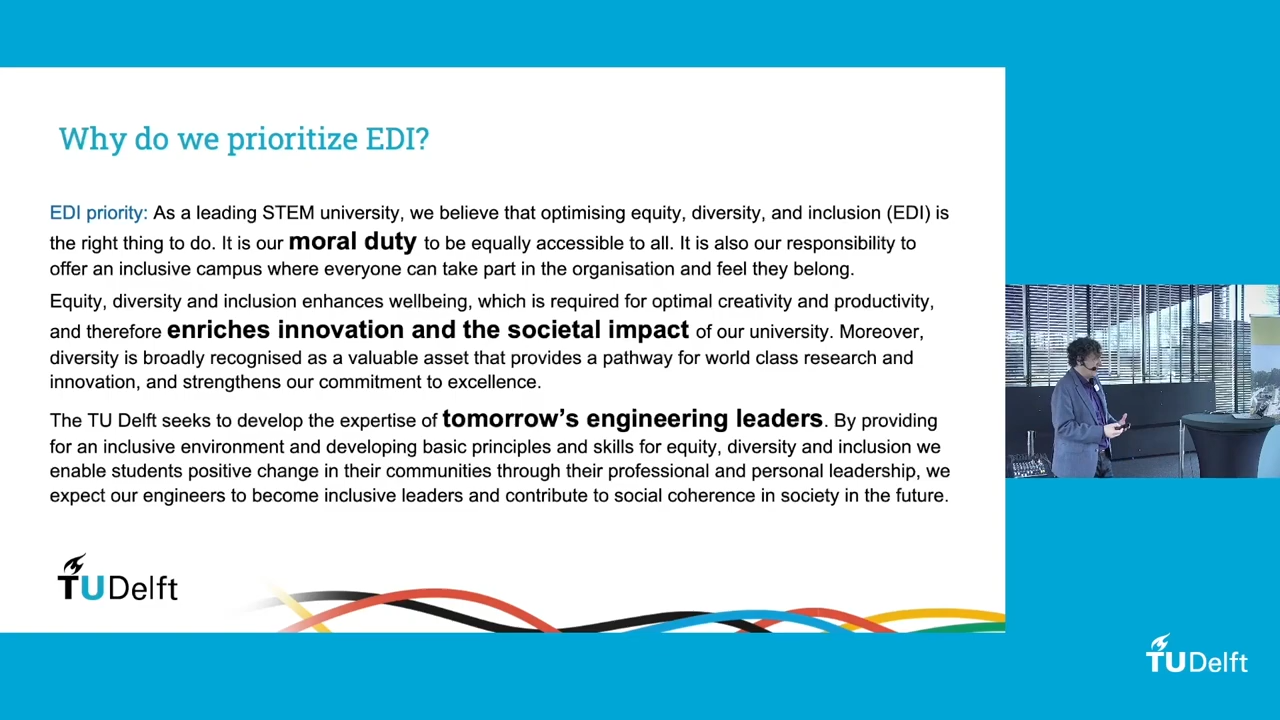 Why do we prioritize EDI?
EDI priority: As a leading STEM university, we believe that optimising equity, diversity, and inclusion (EDI) is
the right thing to do. It is our moral duty to be equally accessible to all. It is also our responsibility to
offer an inclusive campus where everyone can take part in the organisation and feel they belong.
Equity, diversity and inclusion enhances wellbeing, which is required for optimal creativity and productivity,
and therefore enriches innovation and the societal impact of our university. Moreover,
diversity is broadly recognised as a valuable asset that provides a pathway for world class research and
innovation, and strengthens our commitment to excellence.
The TU Delft seeks to develop the expertise of tomorrow's engineering leaders. By providing
for an inclusive environment and developing basic principles and skills for equity, diversity and inclusion we
enable students positive change in their communities through their professional and personal leadership, we
expect our engineers to become inclusive leaders and contribute to social coherence in society in the future.
TU Delft
TU Delft